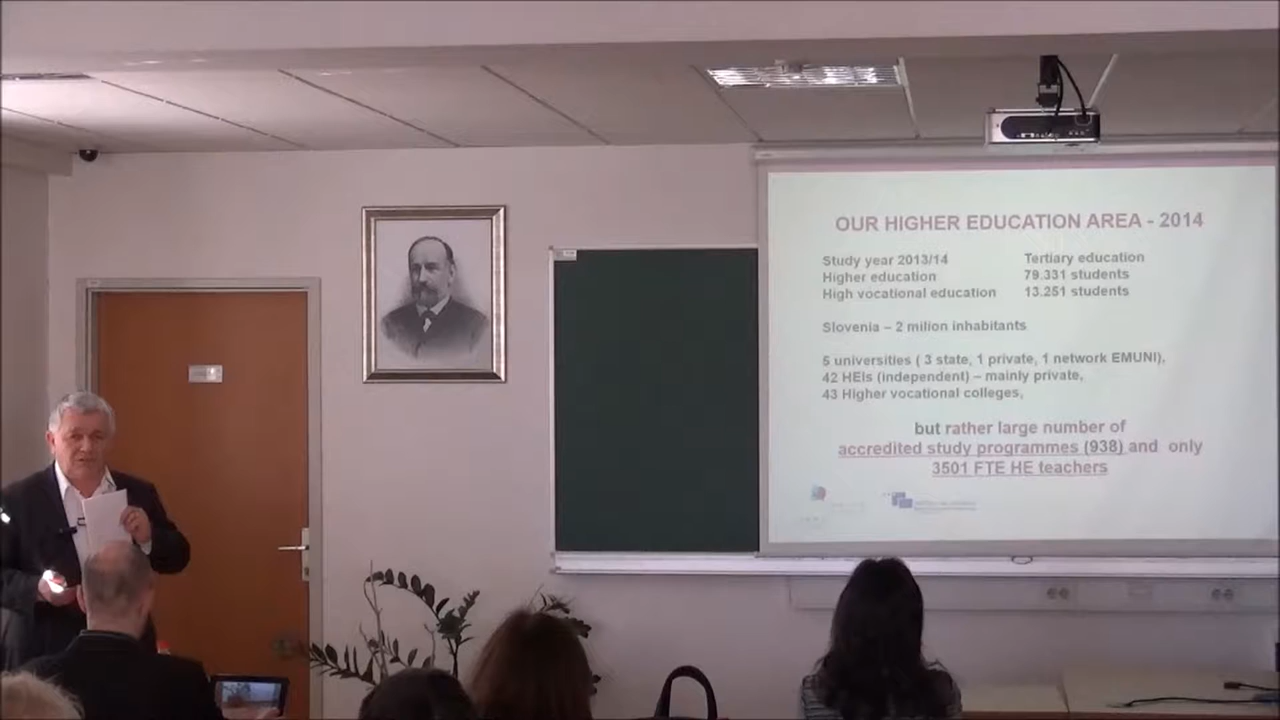 OUR HIGHER EDUCATION AREA - 2014
Study year 2013/14 Tertiary education
Higher education 79.331 students
High vocational education 13.251 students
Slovenia – 2 milion inhabitants
5 universities ( 3 state, 1 private, 1 network EMUNI),
42 HEIs (independent) – mainly private,
43 Higher vocational colleges,
but rather large number of
accredited study programmes (938) and only
3501 FTE HE teachers